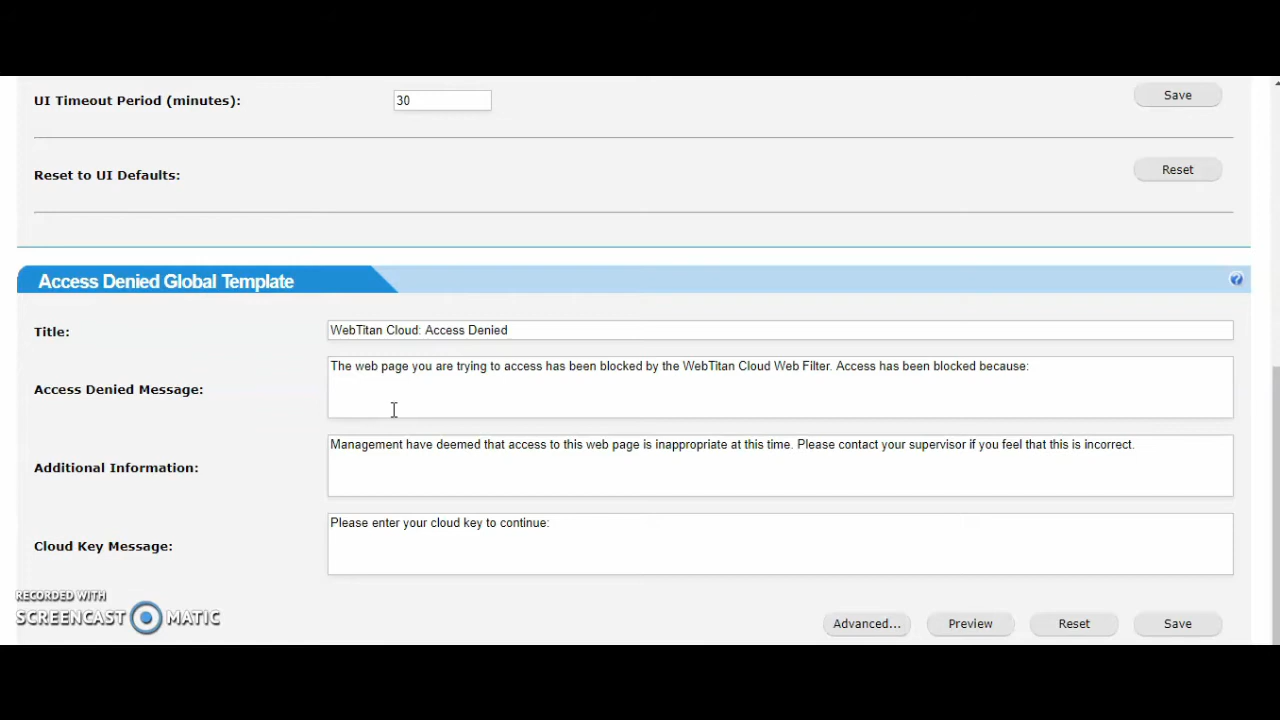 UI Timeout Period (minutes): 30 Save
Reset to UI Defaults: Reset
Access Denied Global Template ?
Title: WebTitan Cloud: Access Denied
Access Denied Message: The web page you are trying to access has been blocked by the WebTitan Cloud Web Filter. Access has been blocked because:
Additional Information: Management have deemed that access to this web page is inappropriate at this time. Please contact your supervisor if you feel that this is incorrect.
Cloud Key Message: Please enter your cloud key to continue:
RECORDED WITH
SCREENCAST MATIC
Advanced... Preview Reset Save